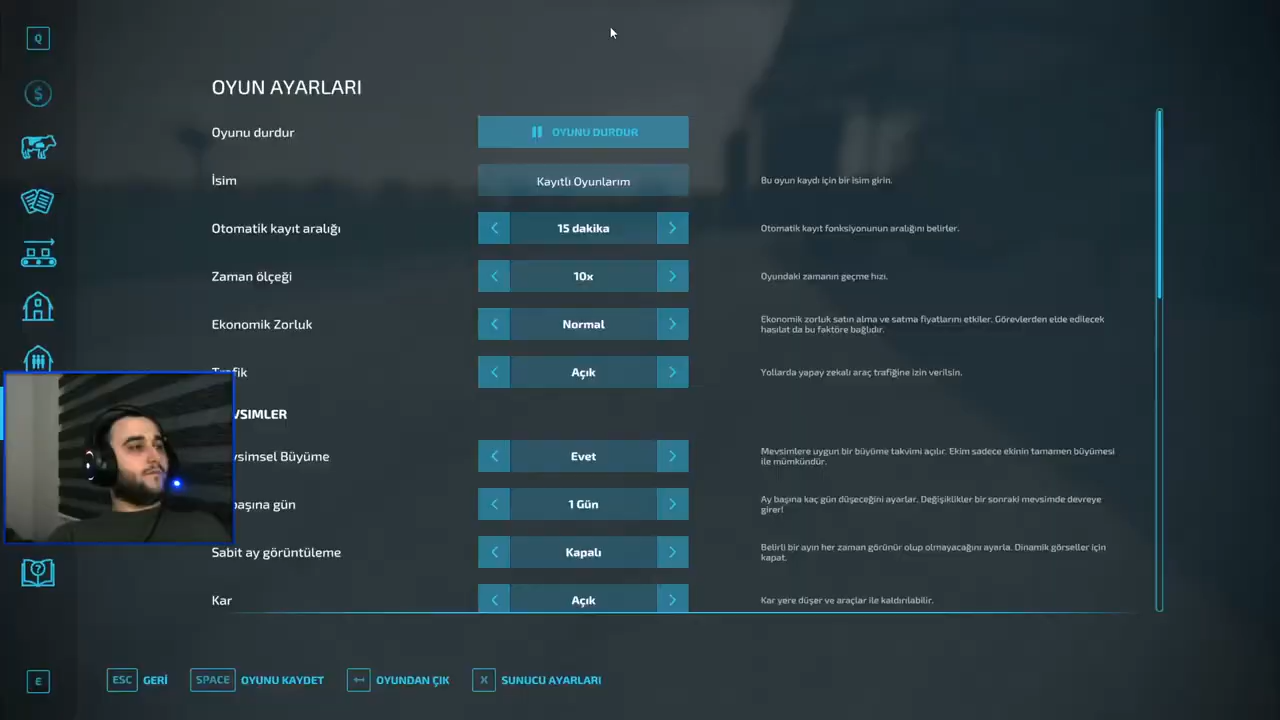 Q
OYUN AYARLARI
Oyunu durdur
OYUNU DURDUR
İsim
Kayıtlı Oyunlarım
Bu oyun kaydı için bir isim girin.
Otomatik kayıt aralığı
15 dakika
Otomatik kayıt fonksiyonunun aralığını belirler.
Zaman ölçeği
10x
Oyundaki zamanın geçme hızı.
Ekonomik Zorluk
Normal
Ekonomik zorluk satın alma ve satma fiyatlarını etkiler. Görevlerden elde edilecek
hasılat da bu faktöre bağlıdır.
Trafik
Açık
Yollarda yapay zekalı araç trafiğine izin verilsin.
VSIMLER
vsimsel Büyüme
Evet
Mevsimlere uygun bir büyüme takvimi açılır. Ekim sadece ekinin tamamen büyümesi
ile mümkündür.
başına gün
1 Gün
Ay başına kaç gün düşeceğini ayarlar. Değişiklikler bir sonraki mevsimde devreye
girer!
Sabit ay görüntüleme
Kapalı
Belirli bir ayın her zaman görünür olup olmayacağını ayarla. Dinamik görseller için
kapat.
Kar
Açık
Kar yere düşer ve araçlar ile kaldırılabilir.
E
ESC GERİ SPACE OYUNU KAYDET OYUNDAN ÇIK X SUNUCU AYARLARI